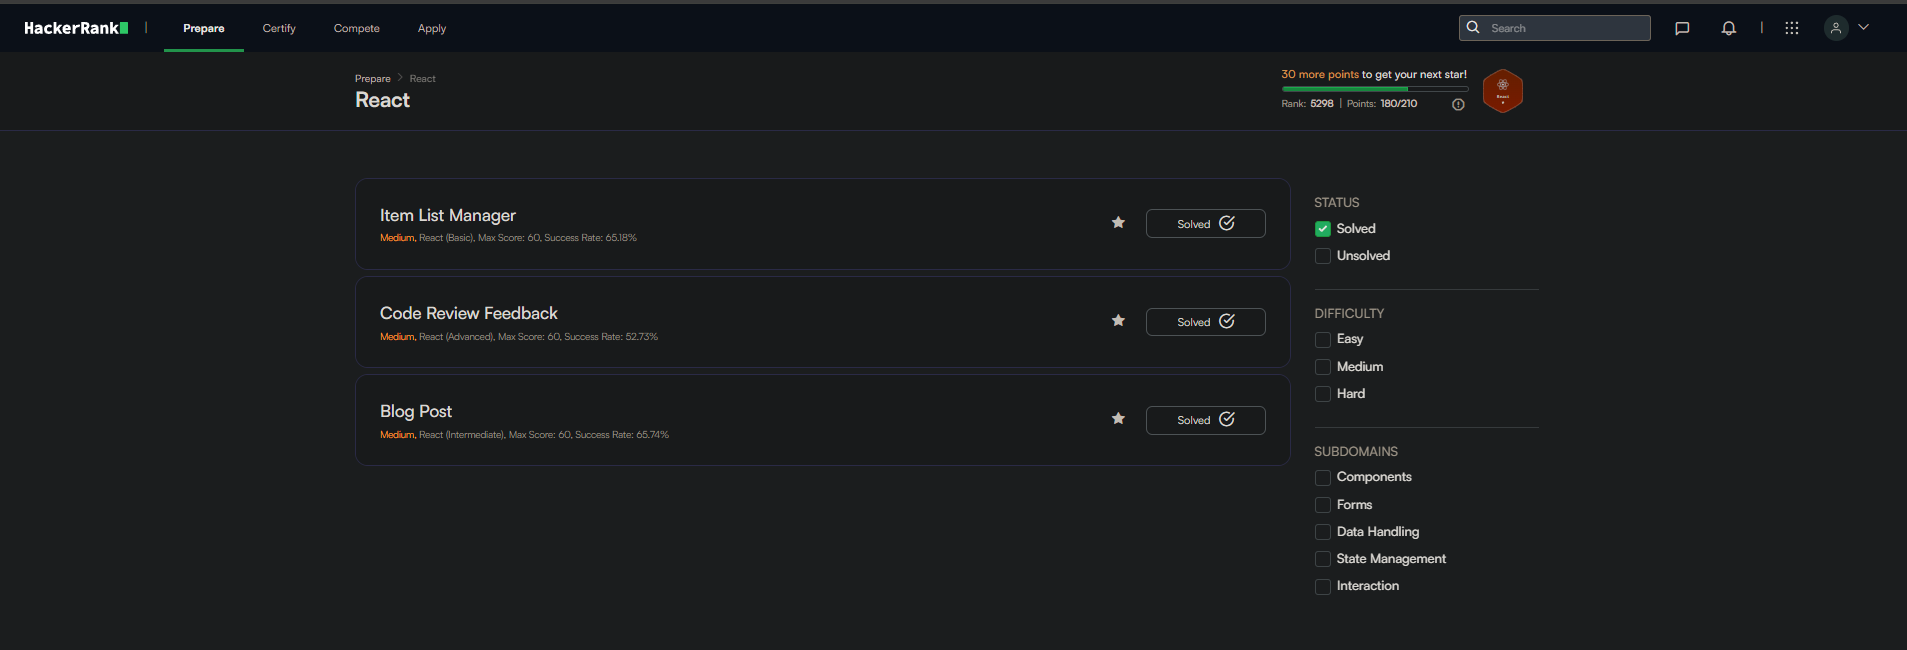 HackerRank
Prepare
Certify
Compete
Apply
Search
Prepare > React
React
30 more points to get your next star!
Rank: 5298 | Points: 180/210
React
Item List Manager
Medium, React (Basic), Max Score: 60, Success Rate: 65.18%
Solved
Code Review Feedback
Medium, React (Advanced), Max Score: 60, Success Rate: 52.73%
Solved
Blog Post
Medium, React (Intermediate), Max Score: 60, Success Rate: 65.74%
Solved
STATUS
Solved
Unsolved
DIFFICULTY
Easy
Medium
Hard
SUBDOMAINS
Components
Forms
Data Handling
State Management
Interaction